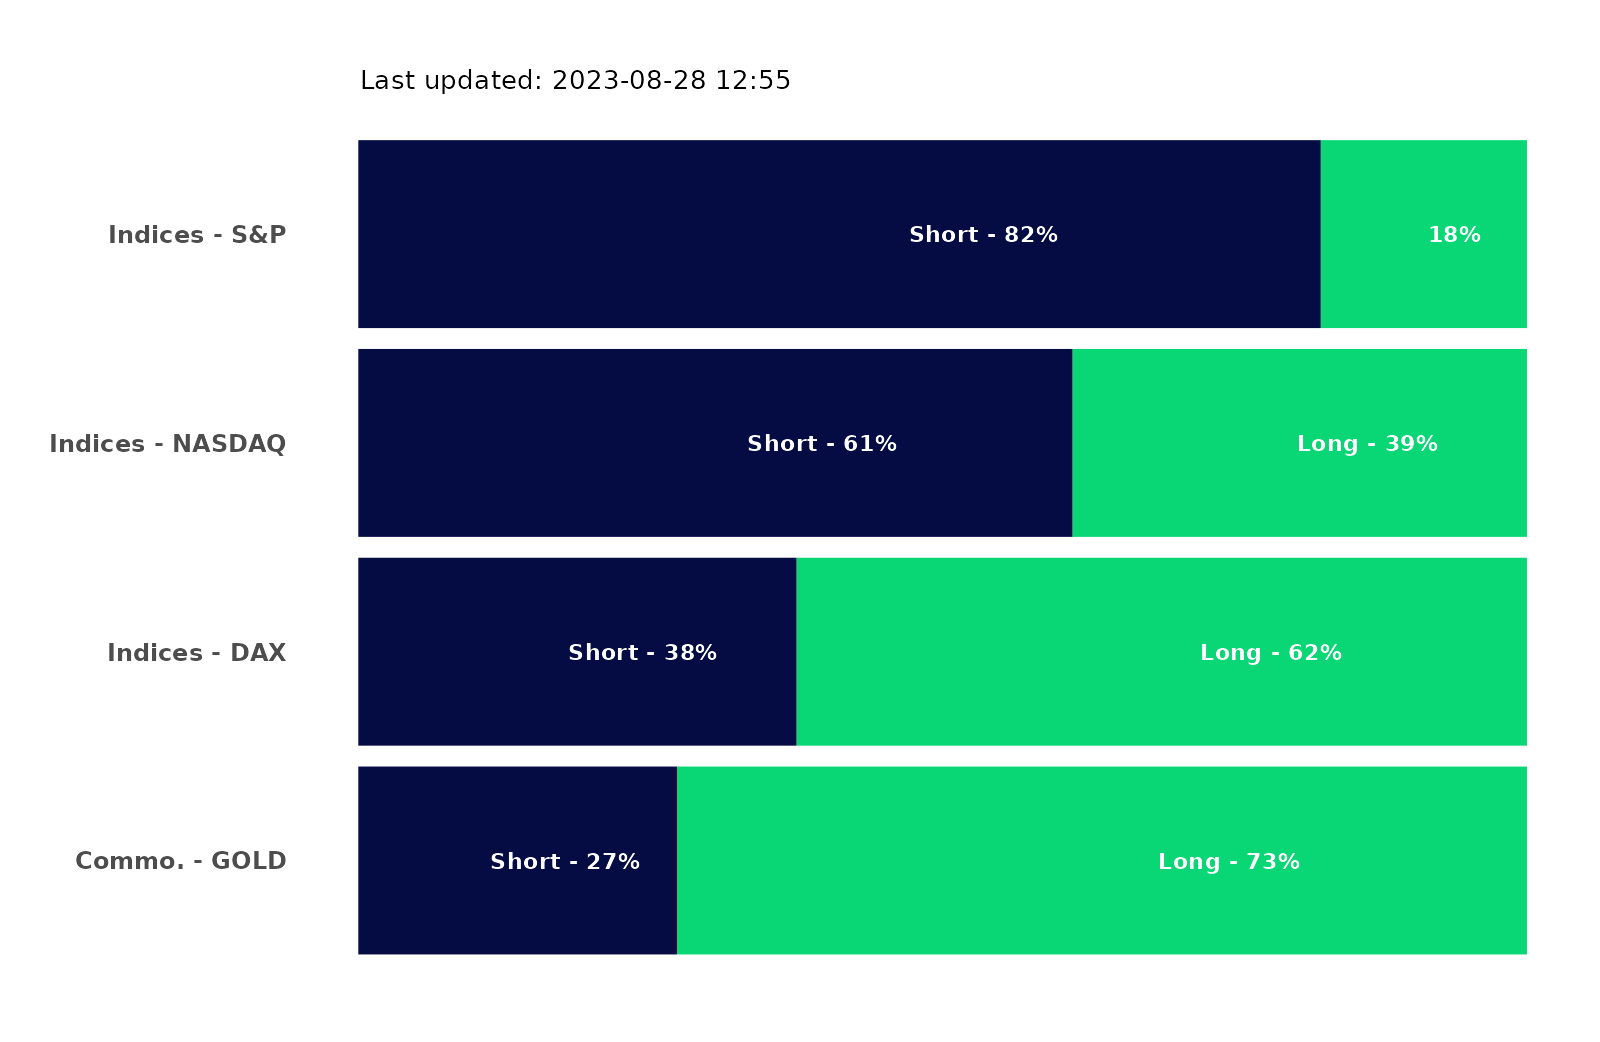 Last updated: 2023-08-28 12:55
Indices - S&P Short - 82% 18%
Indices - NASDAQ Short - 61% Long - 39%
Indices - DAX Short - 38% Long - 62%
Commo. - GOLD Short - 27% Long - 73%